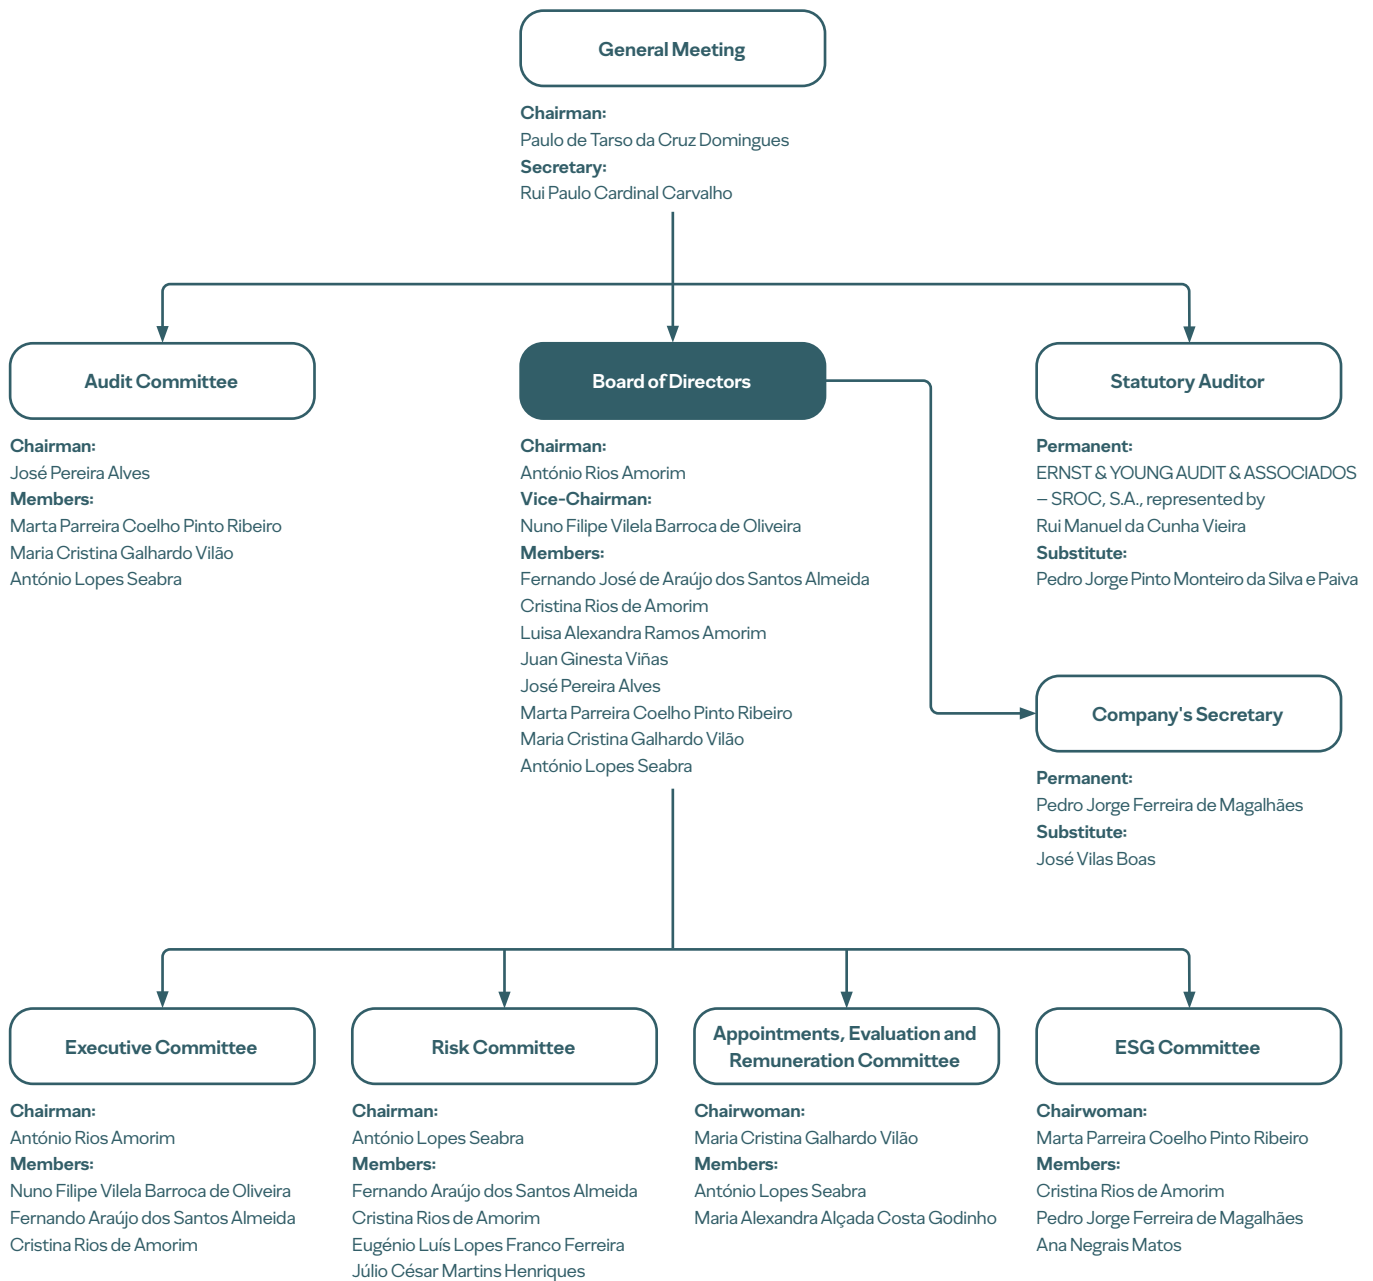 General Meeting
Chairman:
Paulo de Tarso da Cruz Domingues
Secretary:
Rui Paulo Cardinal Carvalho
Audit Committee
Chairman:
José Pereira Alves
Members:
Marta Parreira Coelho Pinto Ribeiro
Maria Cristina Galhardo Vilão
António Lopes Seabra
Board of Directors
Chairman:
António Rios Amorim
Vice-Chairman:
Nuno Filipe Vilela Barroca de Oliveira
Members:
Fernando José de Araújo dos Santos Almeida
Cristina Rios de Amorim
Luisa Alexandra Ramos Amorim
Juan Ginesta Viñas
José Pereira Alves
Marta Parreira Coelho Pinto Ribeiro
Maria Cristina Galhardo Vilão
António Lopes Seabra
Statutory Auditor
Permanent:
ERNST & YOUNG AUDIT & ASSOCIADOS
– SROC, S.A., represented by
Rui Manuel da Cunha Vieira
Substitute:
Pedro Jorge Pinto Monteiro da Silva e Paiva
Company's Secretary
Permanent:
Pedro Jorge Ferreira de Magalhães
Substitute:
José Vilas Boas
Executive Committee
Chairman:
António Rios Amorim
Members:
Nuno Filipe Vilela Barroca de Oliveira
Fernando Araújo dos Santos Almeida
Cristina Rios de Amorim
Risk Committee
Chairman:
António Lopes Seabra
Members:
Fernando Araújo dos Santos Almeida
Cristina Rios de Amorim
Eugénio Luís Lopes Franco Ferreira
Júlio César Martins Henriques
Appointments, Evaluation and
Remuneration Committee
Chairwoman:
Maria Cristina Galhardo Vilão
Members:
António Lopes Seabra
Maria Alexandra Alçada Costa Godinho
ESG Committee
Chairwoman:
Marta Parreira Coelho Pinto Ribeiro
Members:
Cristina Rios de Amorim
Pedro Jorge Ferreira de Magalhães
Ana Negrais Matos